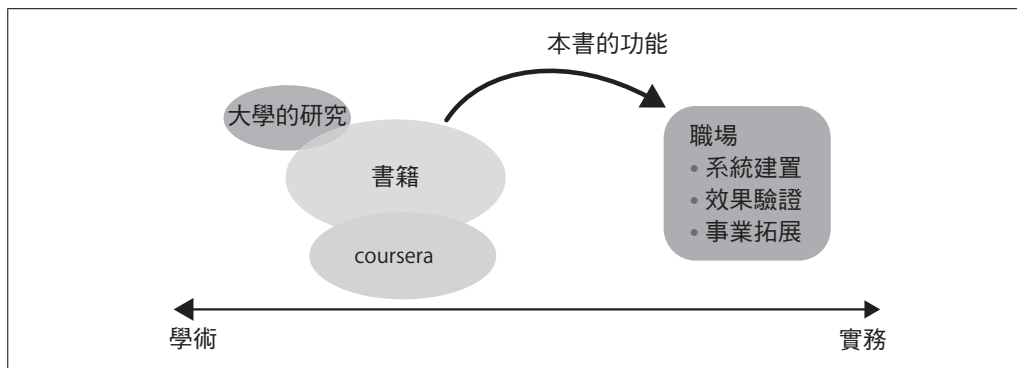 本書的功能
大學的研究
書籍
coursera
職場
• 系統建置
• 效果驗證
• 事業拓展
學術
實務